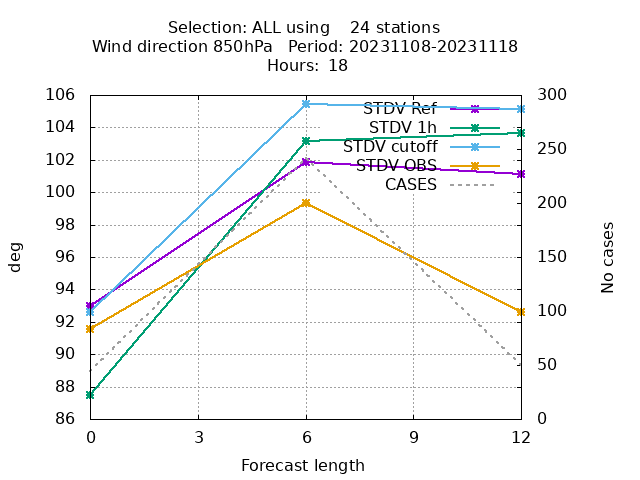 Selection: ALL using    24 stations
Wind direction 850hPa   Period: 20231108-20231118
Hours: 18
106
104
102
100
98
96
94
92
90
88
86
300
250
200
150
100
50
0
STDV Ref
STDV 1h
STDV cutoff
STDV OBS
CASES
deg
No cases
0
3
6
9
12
Forecast length